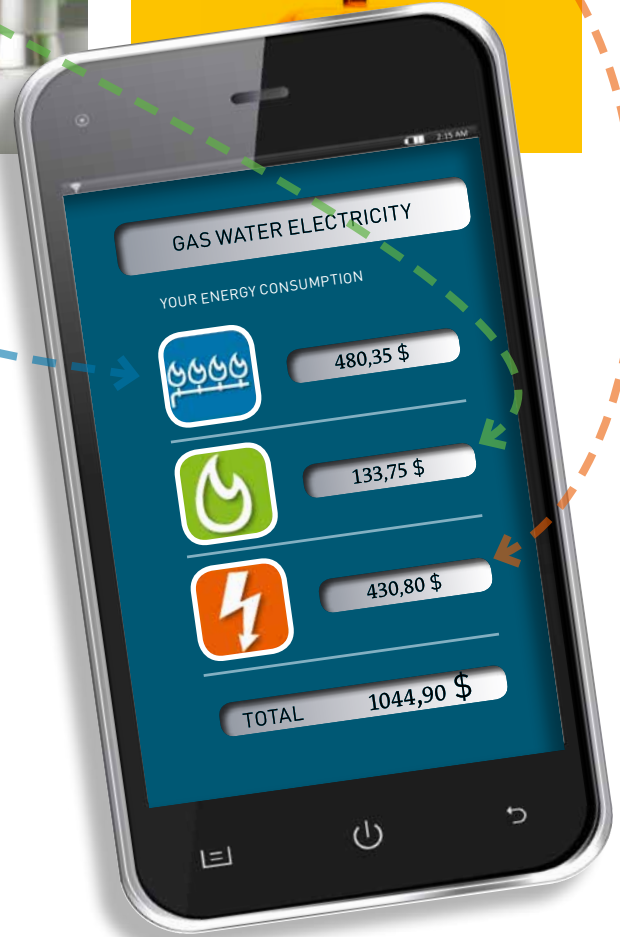 2:15 AM
GAS WATER ELECTRICITY
YOUR ENERGY CONSUMPTION
480,35 $
133,75 $
430,80 $
TOTAL 1044,90 $